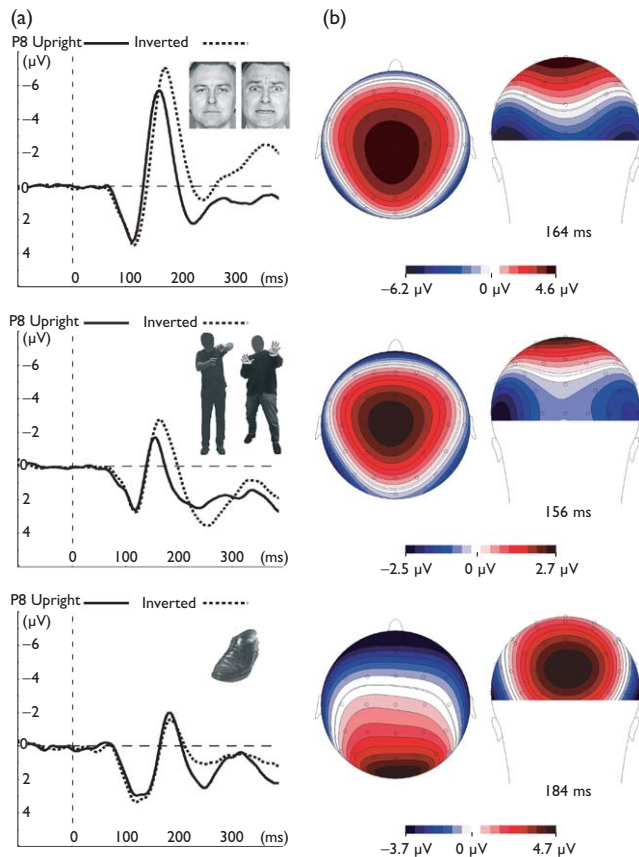 (a)
(b)
P8 Upright Inverted
(µV)
–6
–4
–2
0
2
4
0 100 200 300 (ms)
164 ms
–6.2 µV 0 µV 4.6 µV
P8 Upright Inverted
(µV)
–6
–4
–2
0
2
4
0 100 200 300 (ms)
156 ms
–2.5 µV 0 µV 2.7 µV
P8 Upright Inverted
(µV)
–6
–4
–2
0
2
4
0 100 200 300 (ms)
184 ms
–3.7 µV 0 µV 4.7 µV